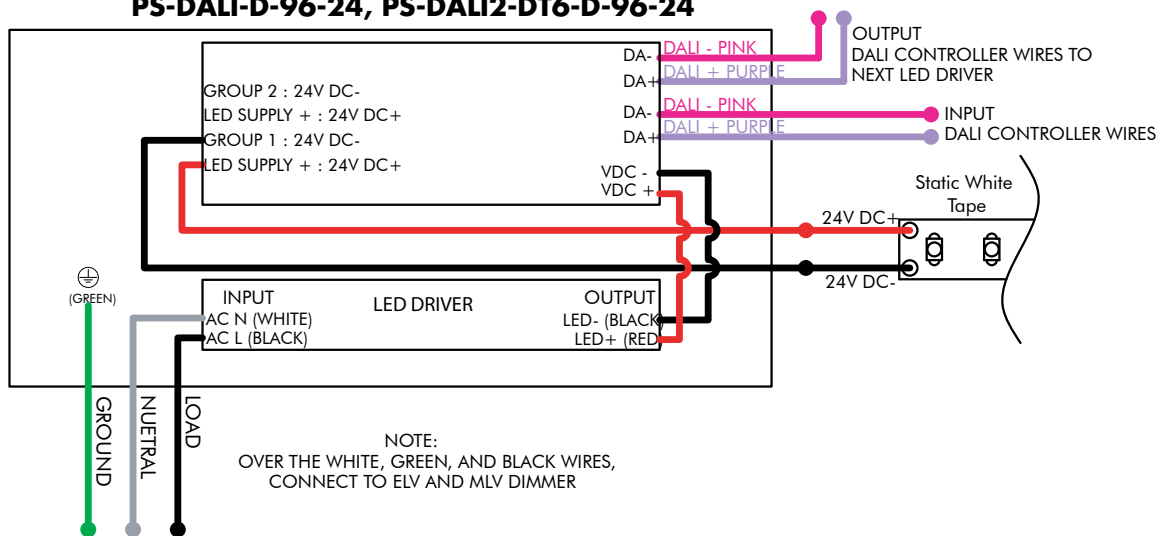 PS-DALI-D-96-24, PS-DALI2-DT6-D-96-24
OUTPUT
DALI CONTROLLER WIRES TO
NEXT LED DRIVER
DA- DALI - PINK
DA+ DALI + PURPLE
DA- DALI - PINK
DA+ DALI + PURPLE
INPUT
DALI CONTROLLER WIRES
GROUP 2 : 24V DC-
LED SUPPLY + : 24V DC+
GROUP 1 : 24V DC-
LED SUPPLY + : 24V DC+
VDC -
VDC +
Static White
Tape
24V DC+
24V DC-
(GREEN)
INPUT
AC N (WHITE)
AC L (BLACK)
LED DRIVER
OUTPUT
LED- (BLACK)
LED+ (RED
GROUND
NUETRAL
LOAD
NOTE:
OVER THE WHITE, GREEN, AND BLACK WIRES,
CONNECT TO ELV AND MLV DIMMER